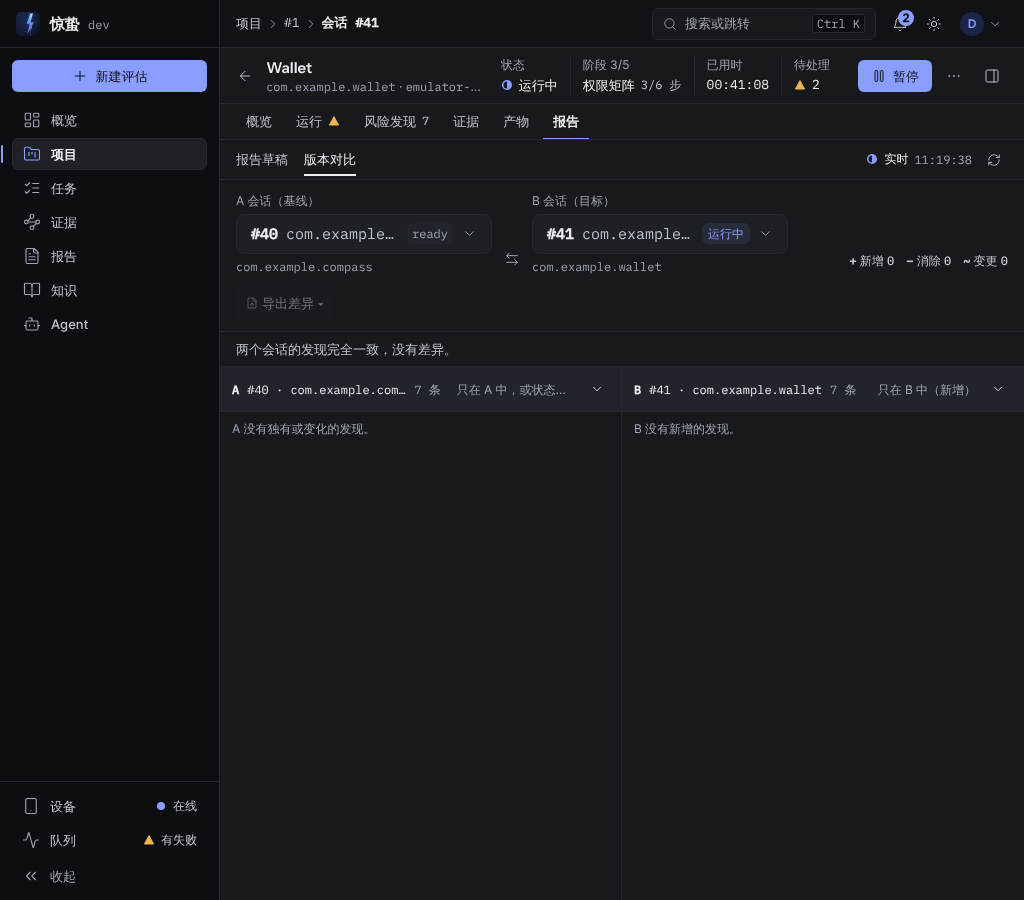 惊蛰 dev
项目 > #1 > 会话 #41
搜索或跳转 Ctrl K
2
D
新建评估
概览
项目
任务
证据
报告
知识
Agent
设备 在线
队列 有失败
收起
Wallet
com.example.wallet · emulator-…
状态
运行中
阶段 3/5
权限矩阵 3/6 步
已用时
00:41:08
待处理
2
暂停
概览 运行 风险发现 7 证据 产物 报告
报告草稿 版本对比
实时 11:19:38
A 会话（基线）
#40 com.example… ready
com.example.compass
B 会话（目标）
#41 com.example… 运行中
com.example.wallet
+ 新增 0 − 消除 0 ~ 变更 0
导出差异
两个会话的发现完全一致，没有差异。
A #40 · com.example.com… 7 条 只在 A 中，或状态…
B #41 · com.example.wallet 7 条 只在 B 中（新增）
A 没有独有或变化的发现。
B 没有新增的发现。